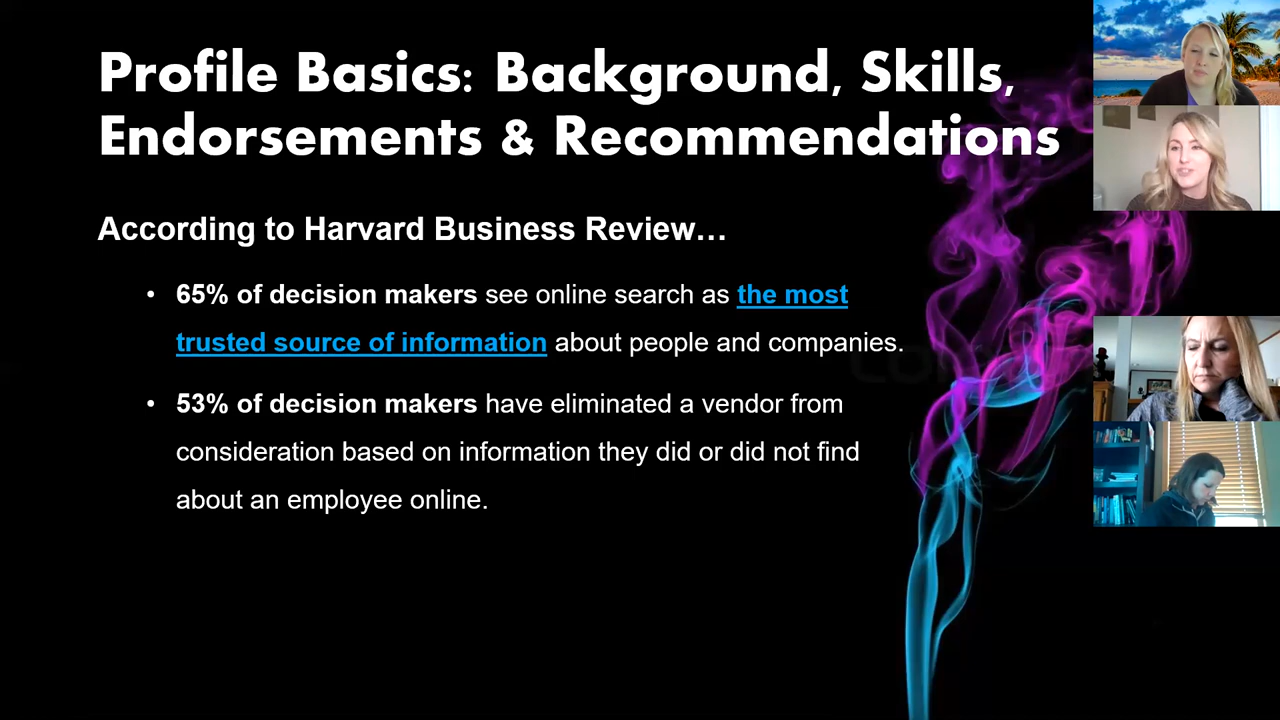 Profile Basics: Background, Skills,
Endorsements & Recommendations
According to Harvard Business Review…
• 65% of decision makers see online search as the most
trusted source of information about people and companies.
• 53% of decision makers have eliminated a vendor from
consideration based on information they did or did not find
about an employee online.